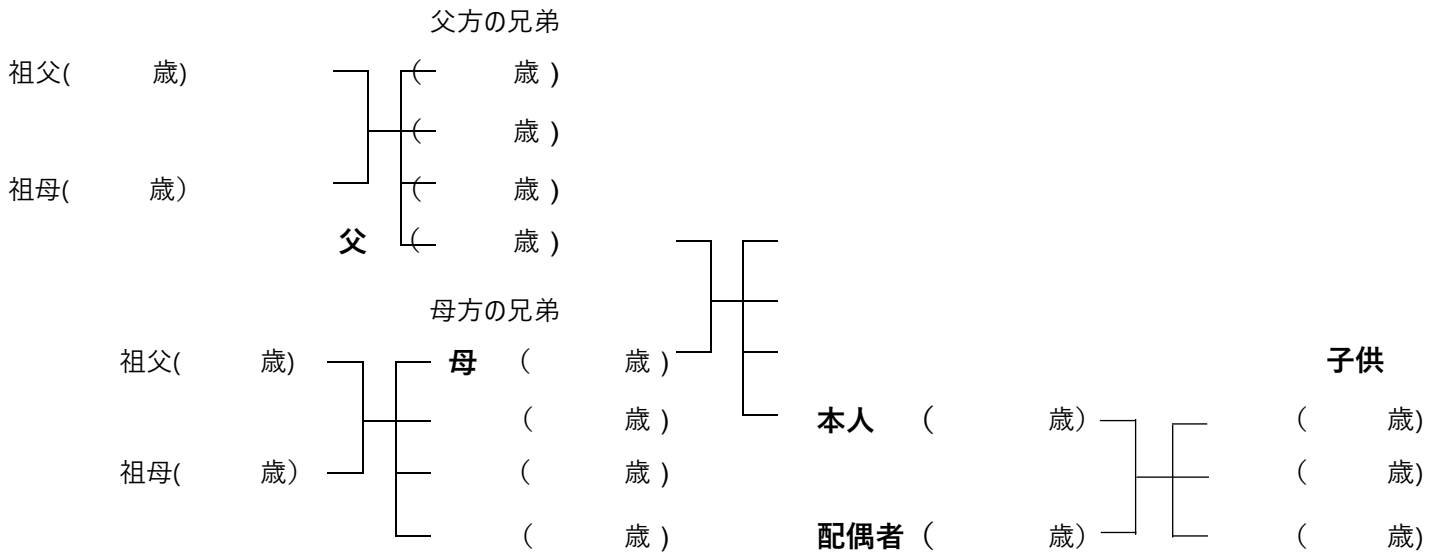 父方の兄弟
祖父( 歳) ( 歳 )
( 歳 )
祖母( 歳） ( 歳 )
父 ( 歳 )
母方の兄弟
祖父( 歳) 母 （ 歳 ) 子供
（ 歳 ) 本人 （ 歳） （ 歳)
祖母( 歳） （ 歳 ) （ 歳)
（ 歳 ) 配偶者（ 歳） （ 歳)